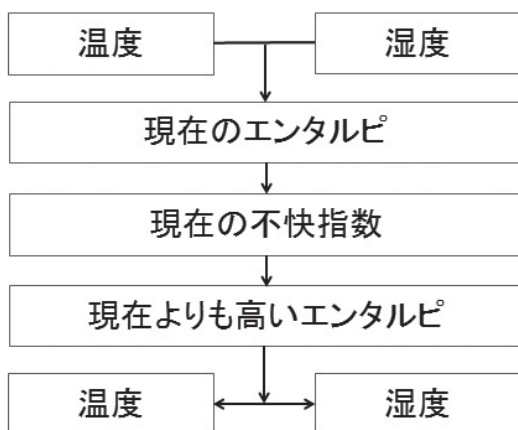 温度 湿度
現在のエンタルピ
現在の不快指数
現在よりも高いエンタルピ
温度 湿度